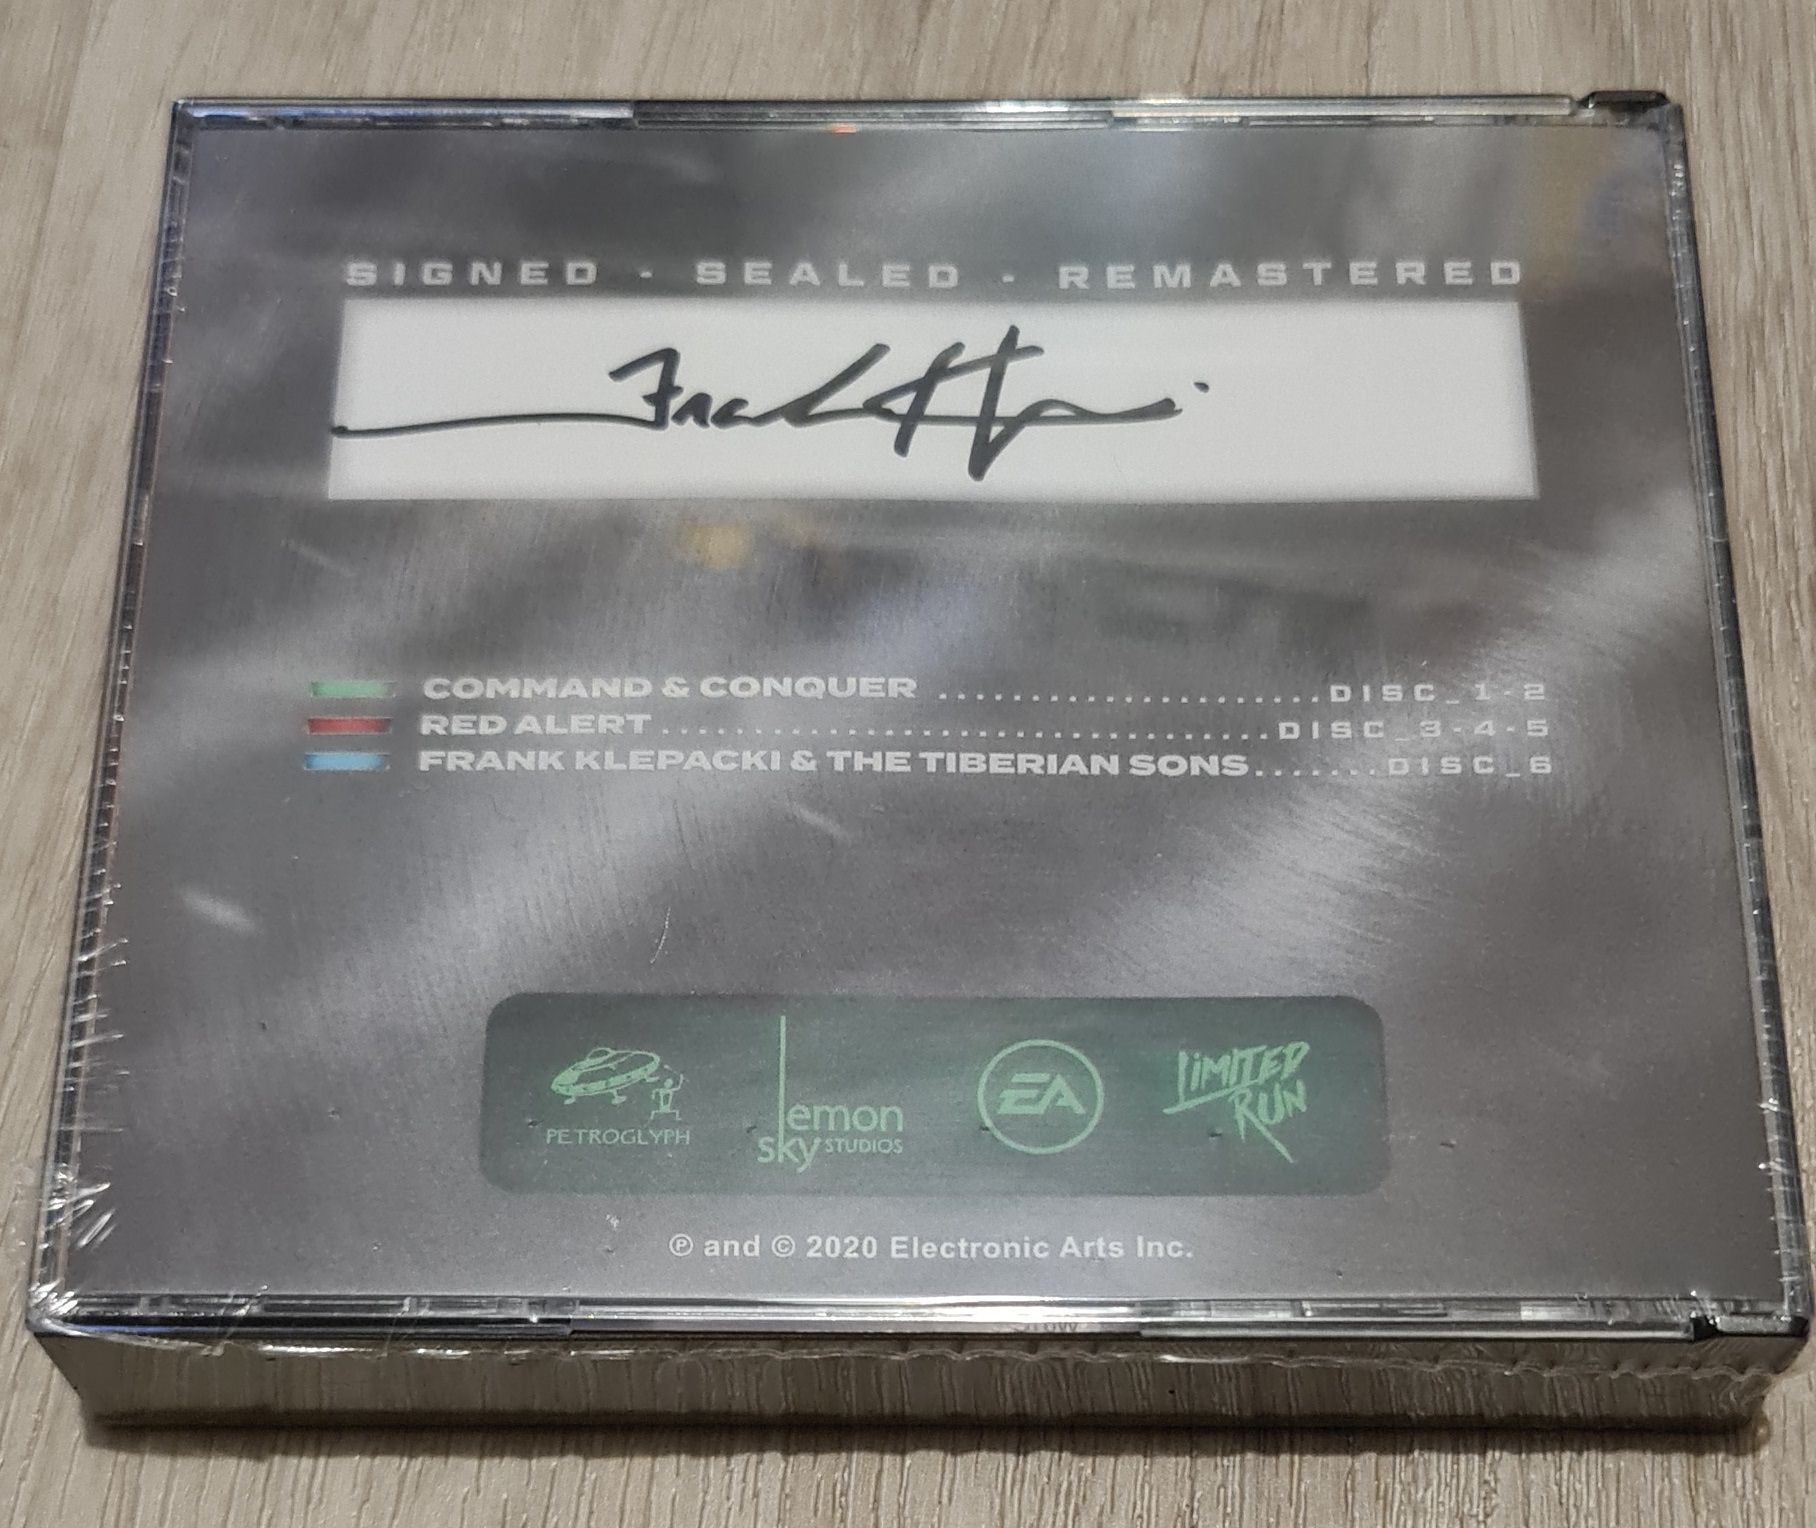 SIGNED - SEALED - REMASTERED
COMMAND & CONQUER ......................DISC_1-2
RED ALERT..................................DISC_3-4-5
FRANK KLEPACKI & THE TIBERIAN SONS.......DISC_6
PETROGLYPH
lemon
sky STUDIOS
EA
LIMITED
RUN
℗ and © 2020 Electronic Arts Inc.